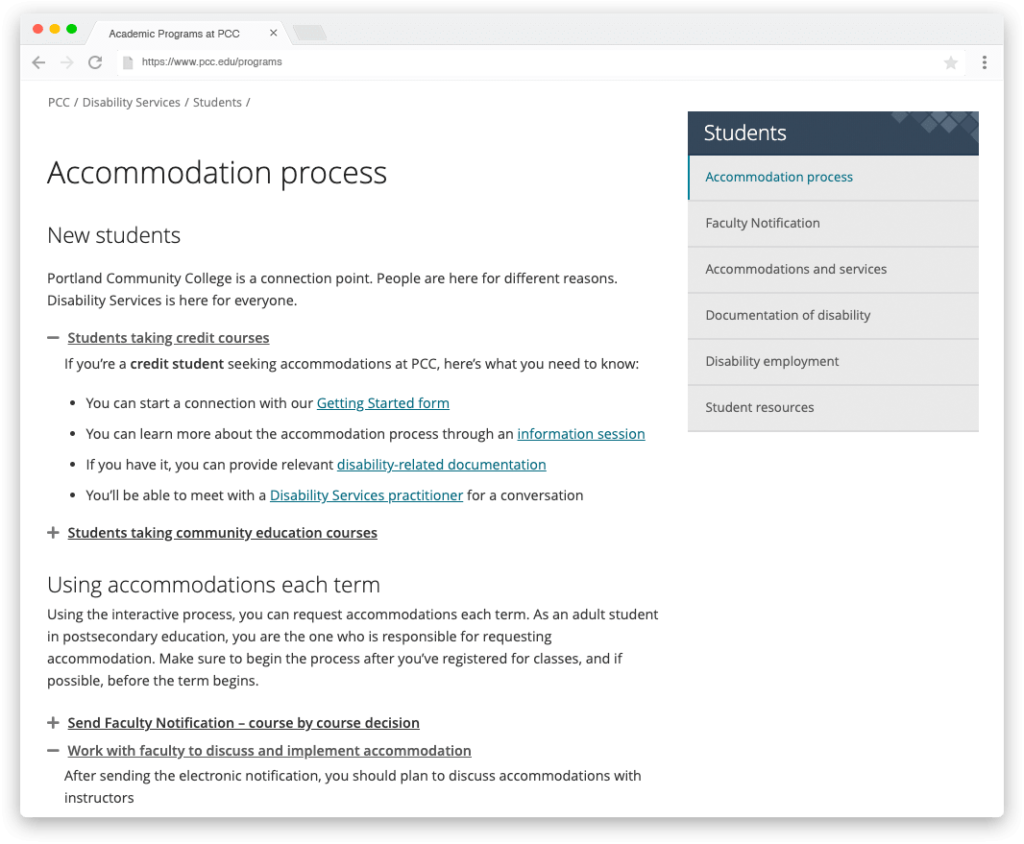 Academic Programs at PCC
https://www.pcc.edu/programs
PCC / Disability Services / Students /
Accommodation process
New students
Portland Community College is a connection point. People are here for different reasons.
Disability Services is here for everyone.
Students taking credit courses
If you’re a credit student seeking accommodations at PCC, here’s what you need to know:
• You can start a connection with our Getting Started form
• You can learn more about the accommodation process through an information session
• If you have it, you can provide relevant disability-related documentation
• You’ll be able to meet with a Disability Services practitioner for a conversation
Students taking community education courses
Using accommodations each term
Using the interactive process, you can request accommodations each term. As an adult student
in postsecondary education, you are the one who is responsible for requesting
accommodation. Make sure to begin the process after you’ve registered for classes, and if
possible, before the term begins.
Send Faculty Notification – course by course decision
Work with faculty to discuss and implement accommodation
After sending the electronic notification, you should plan to discuss accommodations with
instructors
Students
Accommodation process
Faculty Notification
Accommodations and services
Documentation of disability
Disability employment
Student resources